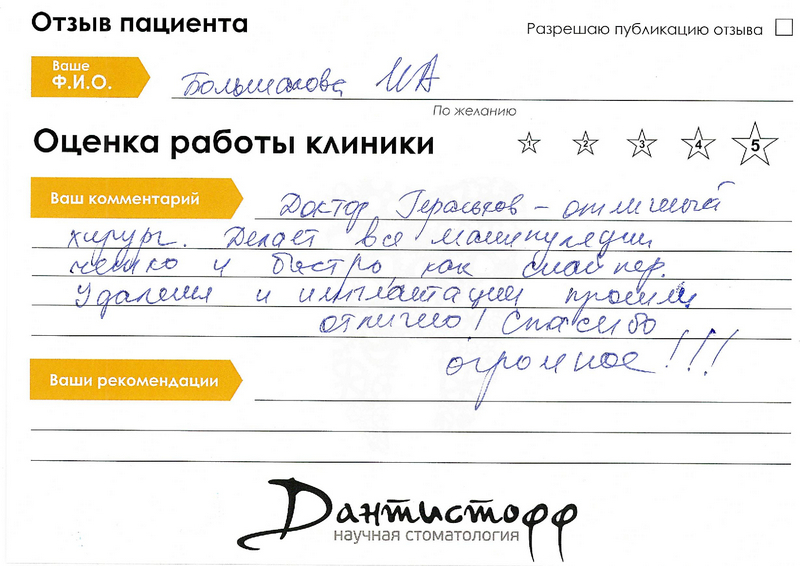 Отзыв пациента
Разрешаю публикацию отзыва
Ваше
Ф.И.О.
Большакова И А
По желанию
Оценка работы клиники
1 2 3 4 5
Ваш комментарий
Доктор – отличный
хирург. Делает все манипуляции
четко и быстро, как снайпер.
Удаления и имплантации прошли
отлично! Спасибо
огромное!!!
Ваши рекомендации
Дантистофф
научная стоматология